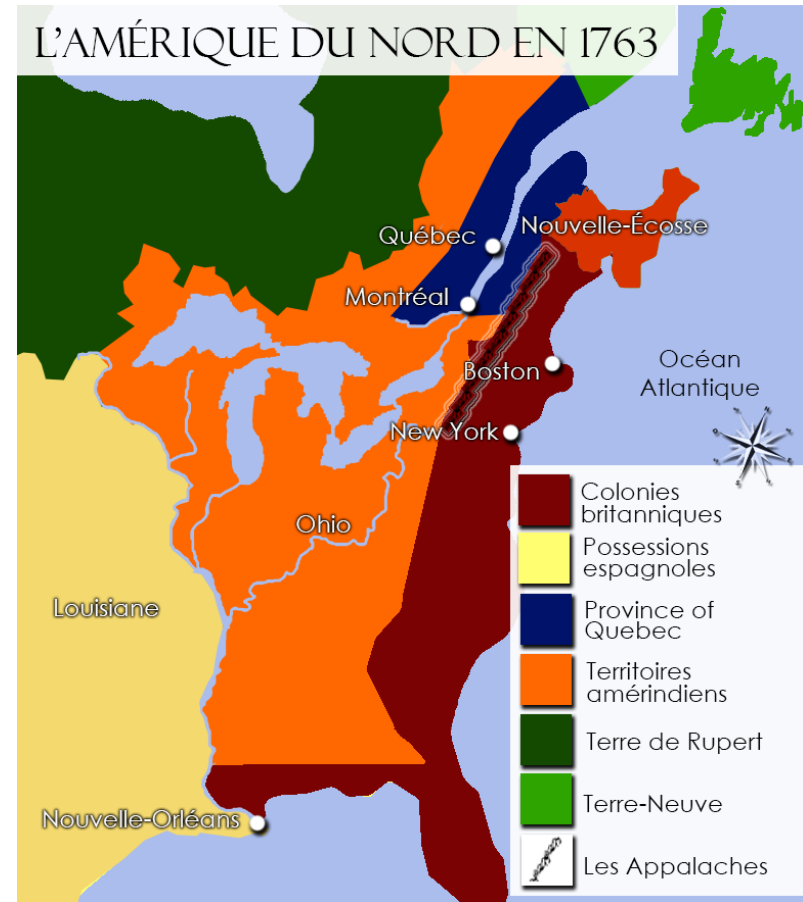 L'AMÉRIQUE DU NORD EN 1763
Québec
Nouvelle-Écosse
Montréal
Boston
Océan
Atlantique
New York
Ohio
Louisiane
Nouvelle-Orléans
Colonies
britanniques
Possessions
espagnoles
Province of
Quebec
Territoires
amérindiens
Terre de Rupert
Terre-Neuve
Les Appalaches